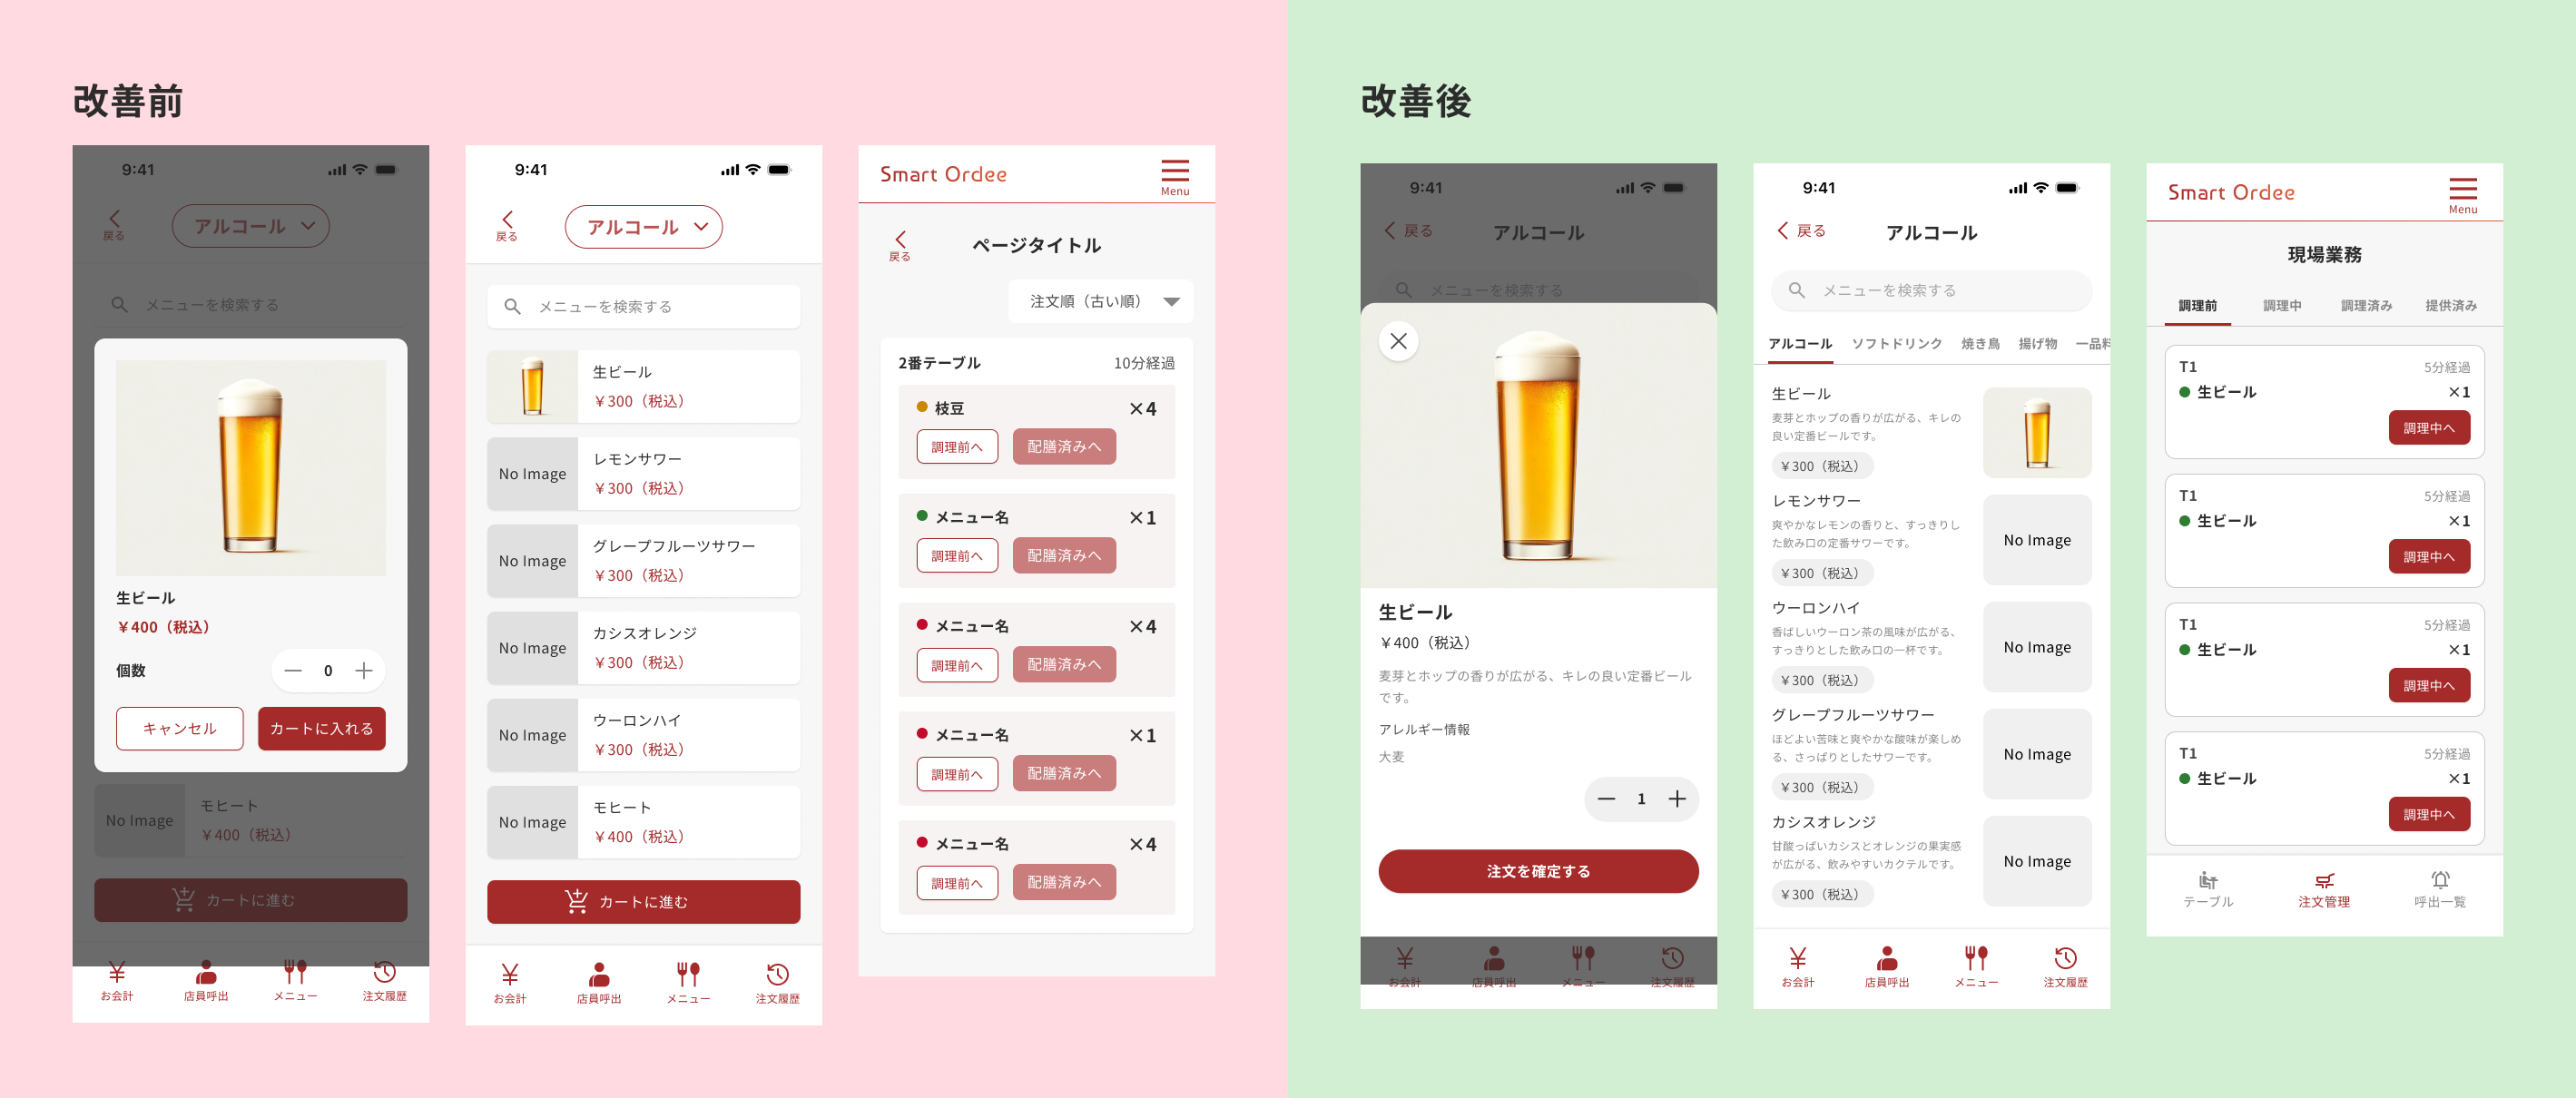 改善前
9:41
戻る
アルコール
メニューを検索する
生ビール
￥400（税込）
個数
0
キャンセル
カートに入れる
No Image
モヒート
￥400（税込）
カートに進む
お会計
店員呼出
メニュー
注文履歴
9:41
戻る
アルコール
メニューを検索する
生ビール
￥300（税込）
No Image
レモンサワー
￥300（税込）
No Image
グレープフルーツサワー
￥300（税込）
No Image
カシスオレンジ
￥300（税込）
No Image
ウーロンハイ
￥300（税込）
No Image
モヒート
￥400（税込）
カートに進む
お会計
店員呼出
メニュー
注文履歴
Smart Ordee
Menu
戻る
ページタイトル
注文順（古い順）
2番テーブル
10分経過
枝豆
×4
調理前へ
配膳済みへ
メニュー名
×1
調理前へ
配膳済みへ
メニュー名
×4
調理前へ
配膳済みへ
メニュー名
×1
調理前へ
配膳済みへ
メニュー名
×4
調理前へ
配膳済みへ
改善後
9:41
戻る
アルコール
メニューを検索する
生ビール
￥400（税込）
麦芽とホップの香りが広がる、キレの良い定番ビール
です。
アレルギー情報
大麦
1
注文を確定する
お会計
店員呼出
メニュー
注文履歴
9:41
戻る
アルコール
メニューを検索する
アルコール
ソフトドリンク
焼き鳥
揚げ物
一品料
生ビール
麦芽とホップの香りが広がる、キレの
良い定番ビールです。
￥300（税込）
レモンサワー
爽やかなレモンの香りと、すっきりし
た飲み口の定番サワーです。
￥300（税込）
No Image
ウーロンハイ
香ばしいウーロン茶の風味が広がる、
すっきりとした飲み口の一杯です。
￥300（税込）
No Image
グレープフルーツサワー
ほどよい苦味と爽やかな酸味が楽しめ
る、さっぱりとしたサワーです。
￥300（税込）
No Image
カシスオレンジ
甘酸っぱいカシスとオレンジの果実感
が広がる、飲みやすいカクテルです。
￥300（税込）
No Image
お会計
店員呼出
メニュー
注文履歴
Smart Ordee
Menu
現場業務
調理前
調理中
調理済み
提供済み
T1
5分経過
生ビール
×1
調理中へ
T1
5分経過
生ビール
×1
調理中へ
T1
5分経過
生ビール
×1
調理中へ
T1
5分経過
生ビール
×1
調理中へ
テーブル
注文管理
呼出一覧